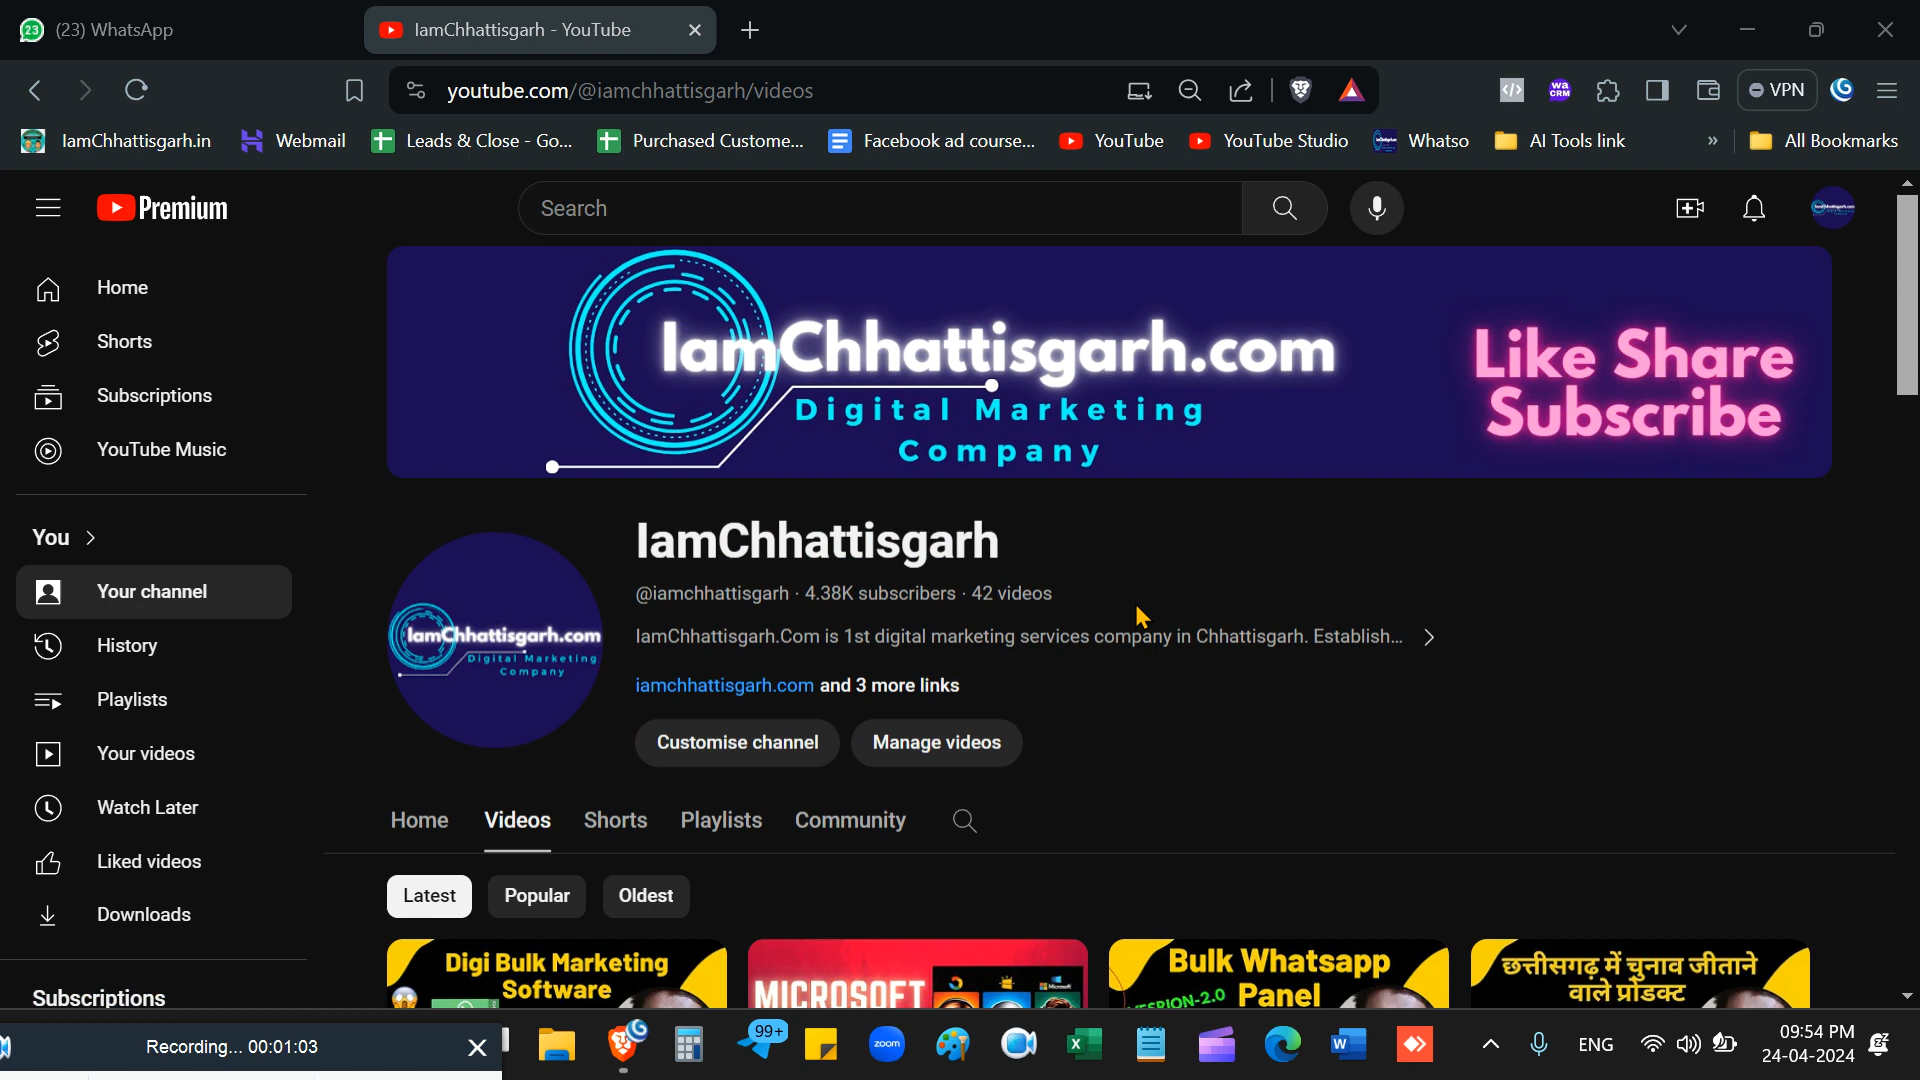 23
(23) WhatsApp
IamChhattisgarh - YouTube
youtube.com/@iamchhattisgarh/videos
wa CRM
VPN
IamChhattisgarh.in
Webmail
Leads & Close - Go...
Purchased Custome...
Facebook ad course...
YouTube
YouTube Studio
Whatso
AI Tools link
»
All Bookmarks
Premium
Search
Home
Shorts
Subscriptions
YouTube Music
You
Your channel
History
Playlists
Your videos
Watch Later
Liked videos
Downloads
Subscriptions
IamChhattisgarh.com
Digital Marketing
Company
Like Share
Subscribe
IamChhattisgarh.com
Digital Marketing
Company
IamChhattisgarh
@iamchhattisgarh · 4.38K subscribers · 42 videos
IamChhattisgarh.Com is 1st digital marketing services company in Chhattisgarh. Establish...
iamchhattisgarh.com and 3 more links
Customise channel
Manage videos
Home
Videos
Shorts
Playlists
Community
Latest
Popular
Oldest
Digi Bulk Marketing
Software
MICROSOFT
Microsoft
Bulk Whatsapp
Panel
छत्तीसगढ़ में चुनाव जीताने
वाले प्रोडक्ट
Recording... 00:01:03
99+
zoom
ENG
09:54 PM
24-04-2024